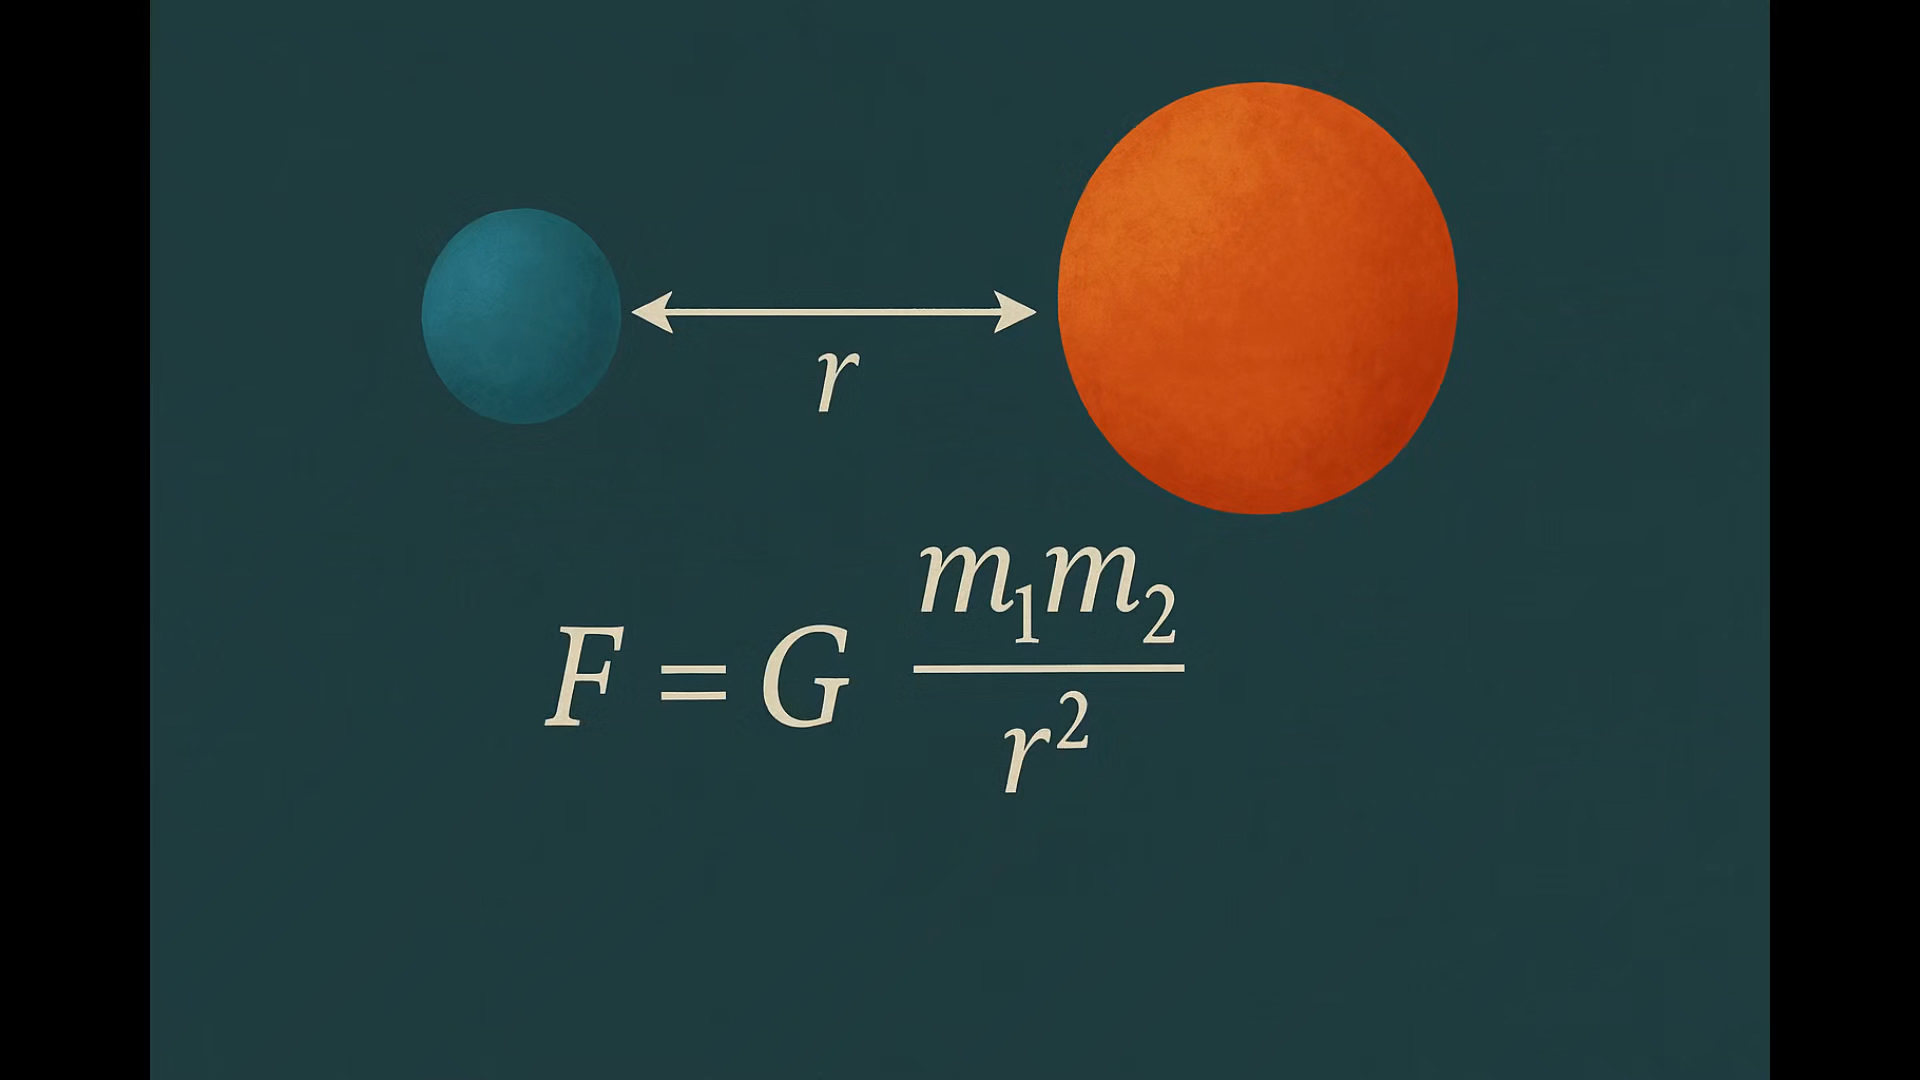 r
F = G m₁m₂
r²